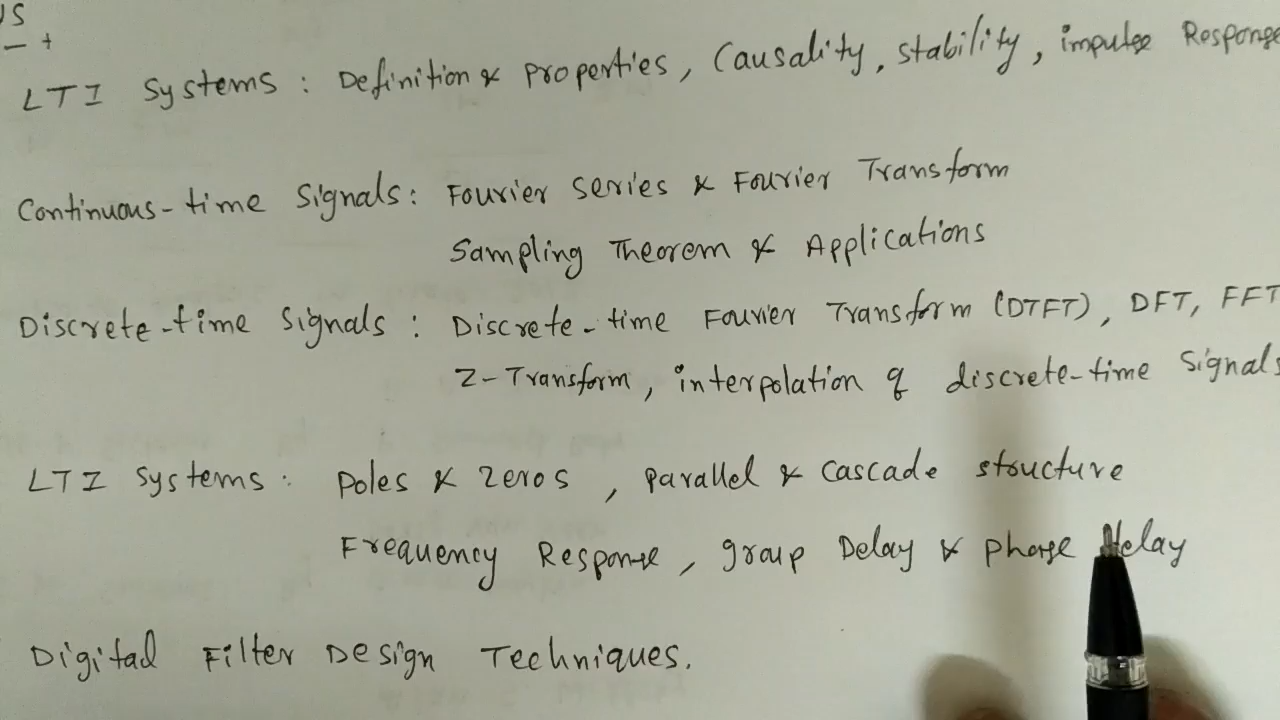 LTI Systems : Definition & Properties, Causality, stability, impulse Response
Continuous-time Signals: Fourier Series & Fourier Transform
Sampling Theorem & Applications
Discrete-time Signals : Discrete-time Fourier Transform (DTFT), DFT, FFT
Z-Transform, interpolation of discrete-time Signals
LTI Systems: Poles & Zeros, Parallel & Cascade structure
Frequency Response, group Delay & phase Delay
Digital Filter Design Techniques.